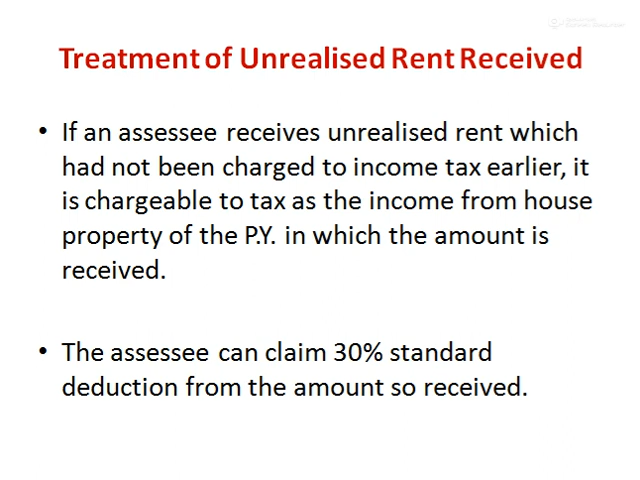 Treatment of Unrealised Rent Received
• If an assessee receives unrealised rent which
had not been charged to income tax earlier, it
is chargeable to tax as the income from house
property of the P.Y. in which the amount is
received.
• The assessee can claim 30% standard
deduction from the amount so received.